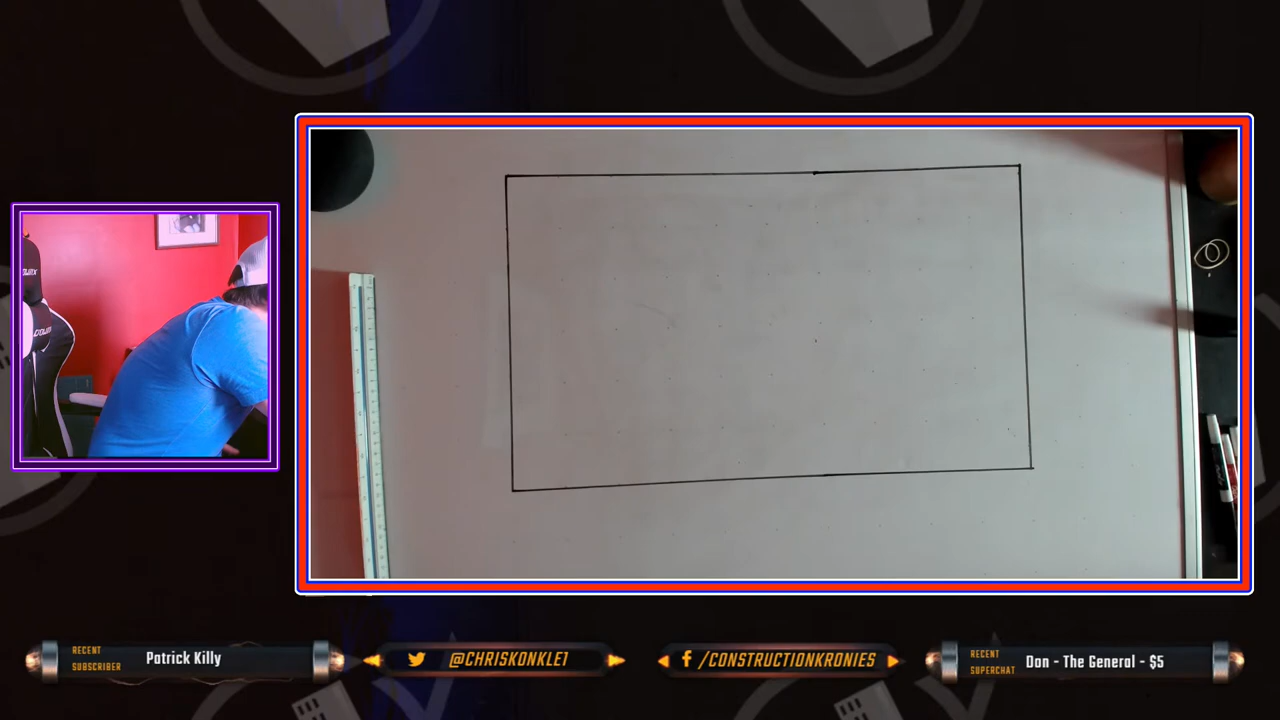 RECENT
SUBSCRIBER
Patrick Killy
@CHRISKONKLE1
/CONSTRUCTIONKRONIES
RECENT
SUPERCHAT
Don - The General - $5